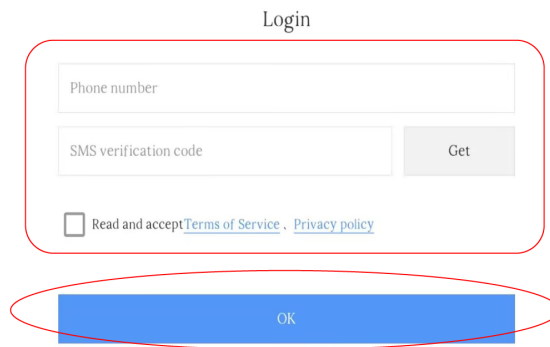 Login
Phone number
SMS verification code Get
Read and accept Terms of Service 、 Privacy policy
OK